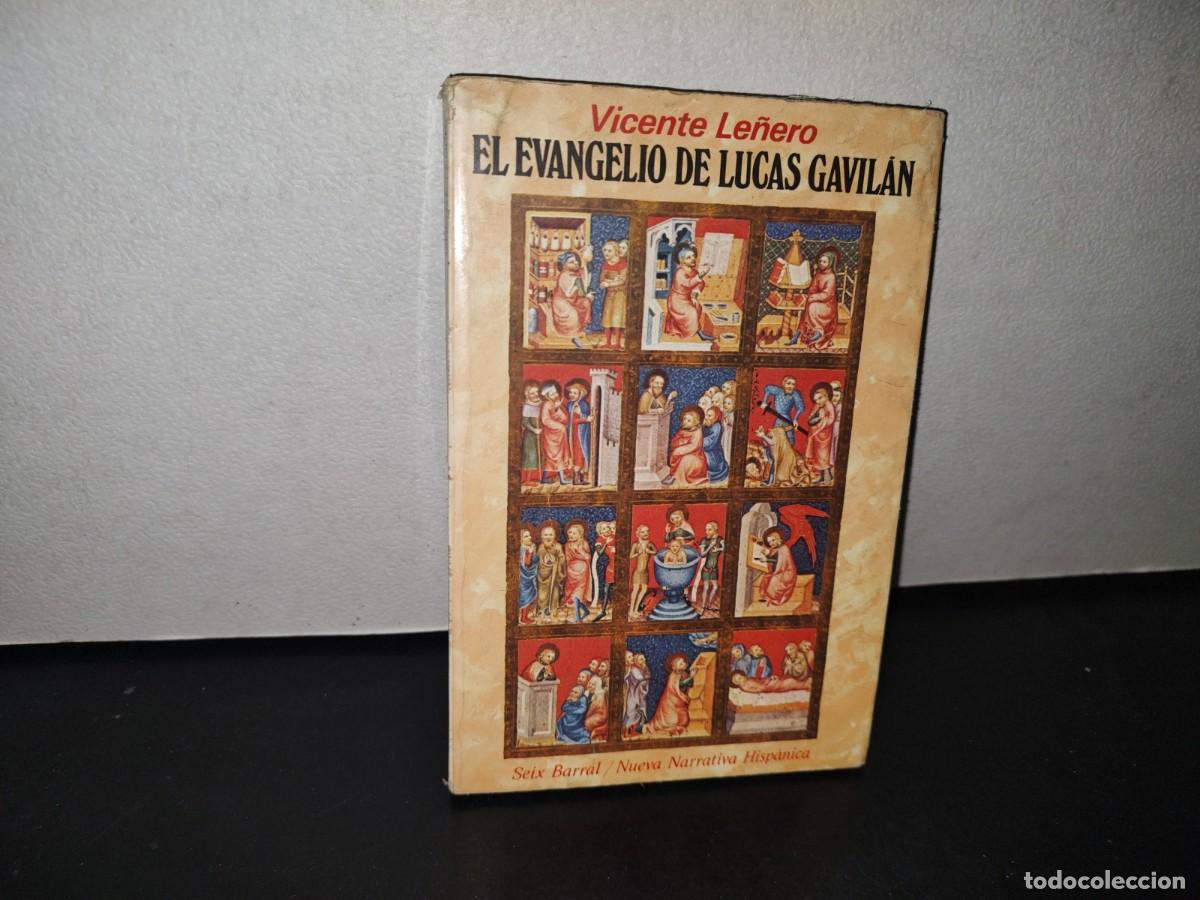 Vicente Leñero
EL EVANGELIO DE LUCAS GAVILÁN
Seix Barral / Nueva Narrativa Hispánica
todocoleccion